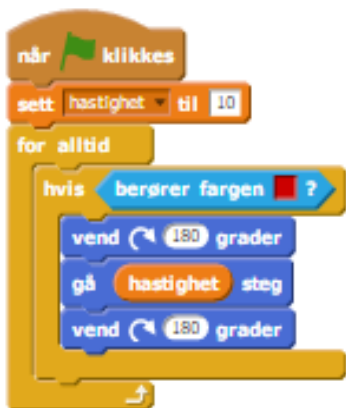 når klikkes
sett hastighet til 10
for alltid
hvis berører fargen ?
vend 180 grader
gå hastighet steg
vend 180 grader